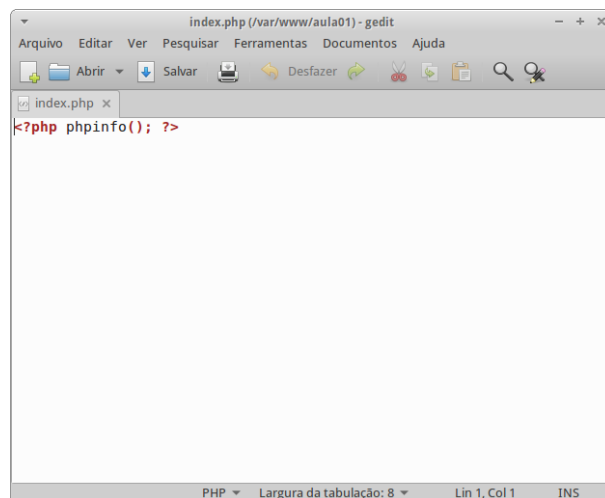 index.php (/var/www/aula01) - gedit
Arquivo Editar Ver Pesquisar Ferramentas Documentos Ajuda
Abrir Salvar Desfazer
index.php ×
<?php phpinfo(); ?>
PHP Largura da tabulação: 8 Lin 1, Col 1 INS